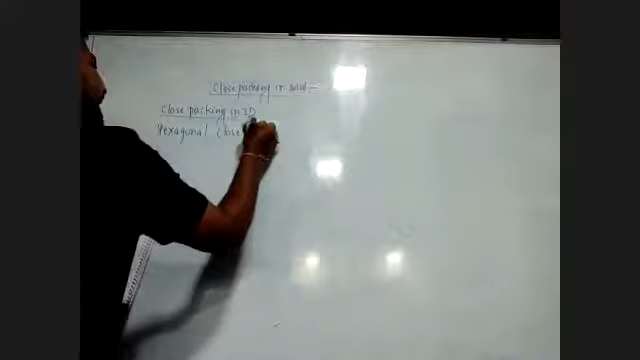 Close packing in solid -
Close packing in 3D
Hexagonal Close